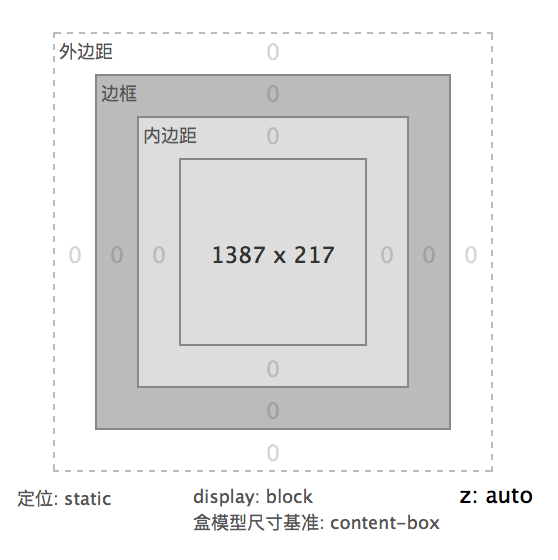 外边距 0
边框 0
内边距 0
0 0 0 1387 x 217 0 0 0
0
0
0
定位: static display: block z: auto
盒模型尺寸基准: content-box